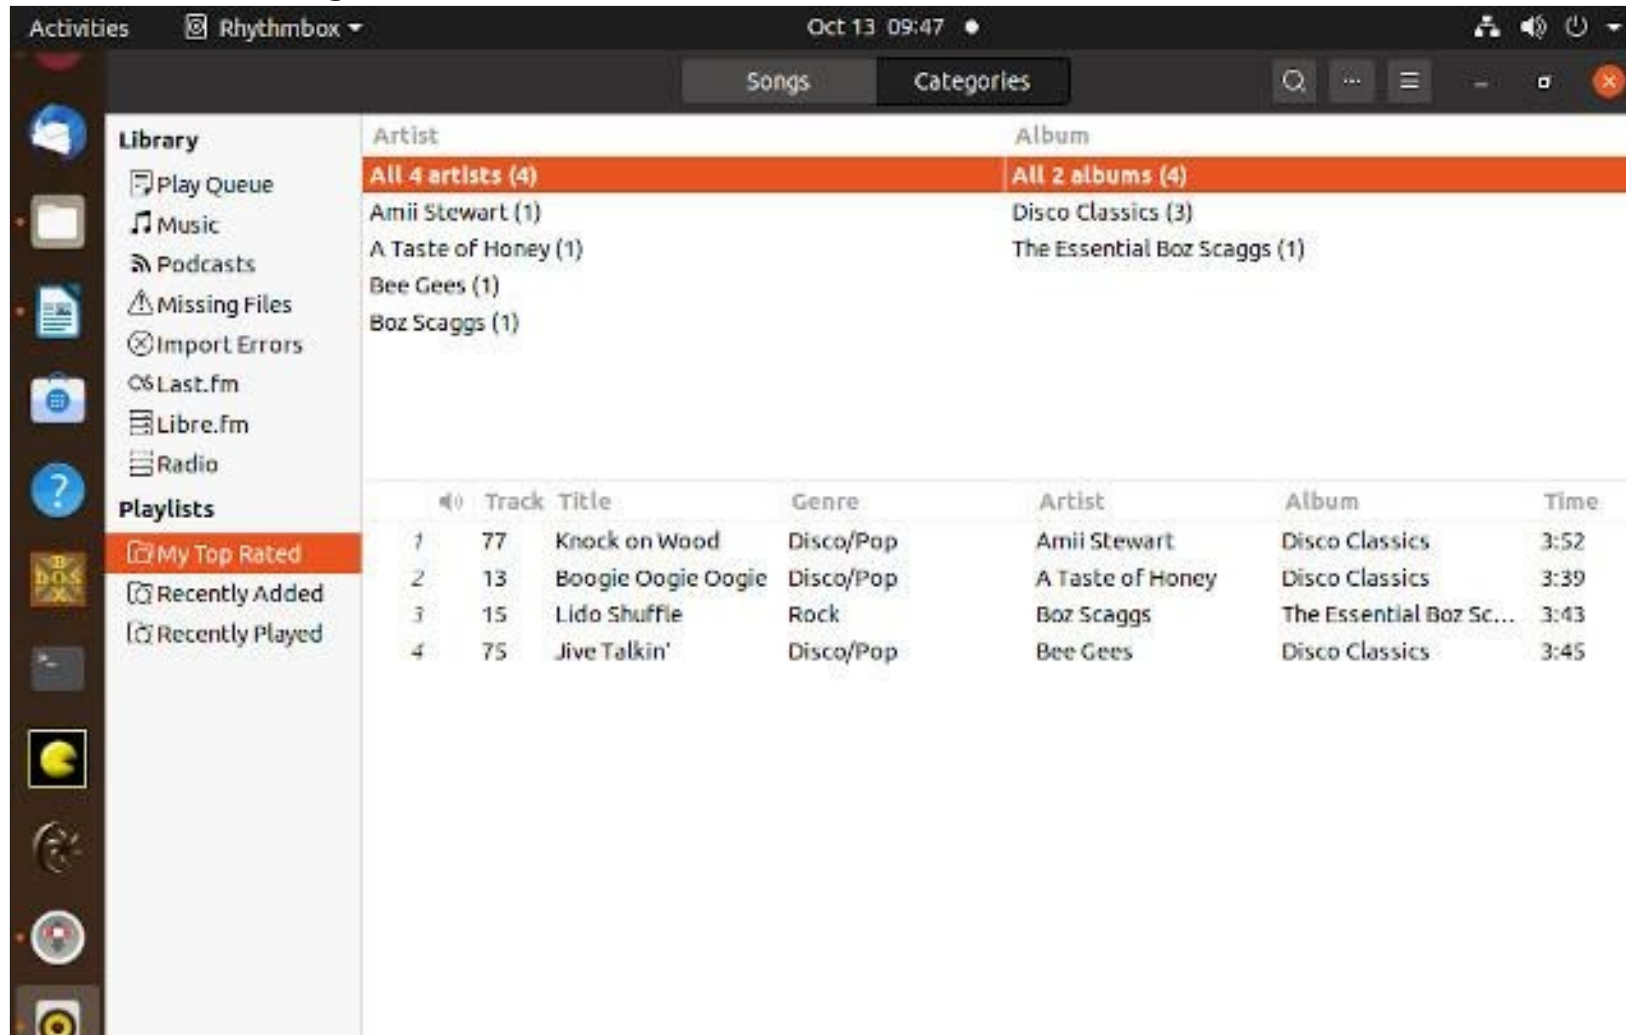 Activities Rhythmbox Oct 13 09:47
Songs Categories
Library
Play Queue
Music
Podcasts
Missing Files
Import Errors
Last.fm
Libre.fm
Radio
Playlists
My Top Rated
Recently Added
Recently Played
Artist Album
All 4 artists (4) All 2 albums (4)
Amii Stewart (1) Disco Classics (3)
A Taste of Honey (1) The Essential Boz Scaggs (1)
Bee Gees (1)
Boz Scaggs (1)
Track Title Genre Artist Album Time
1 77 Knock on Wood Disco/Pop Amii Stewart Disco Classics 3:52
2 13 Boogie Oogie Oogie Disco/Pop A Taste of Honey Disco Classics 3:39
3 15 Lido Shuffle Rock Boz Scaggs The Essential Boz Sc... 3:43
4 75 Jive Talkin' Disco/Pop Bee Gees Disco Classics 3:45